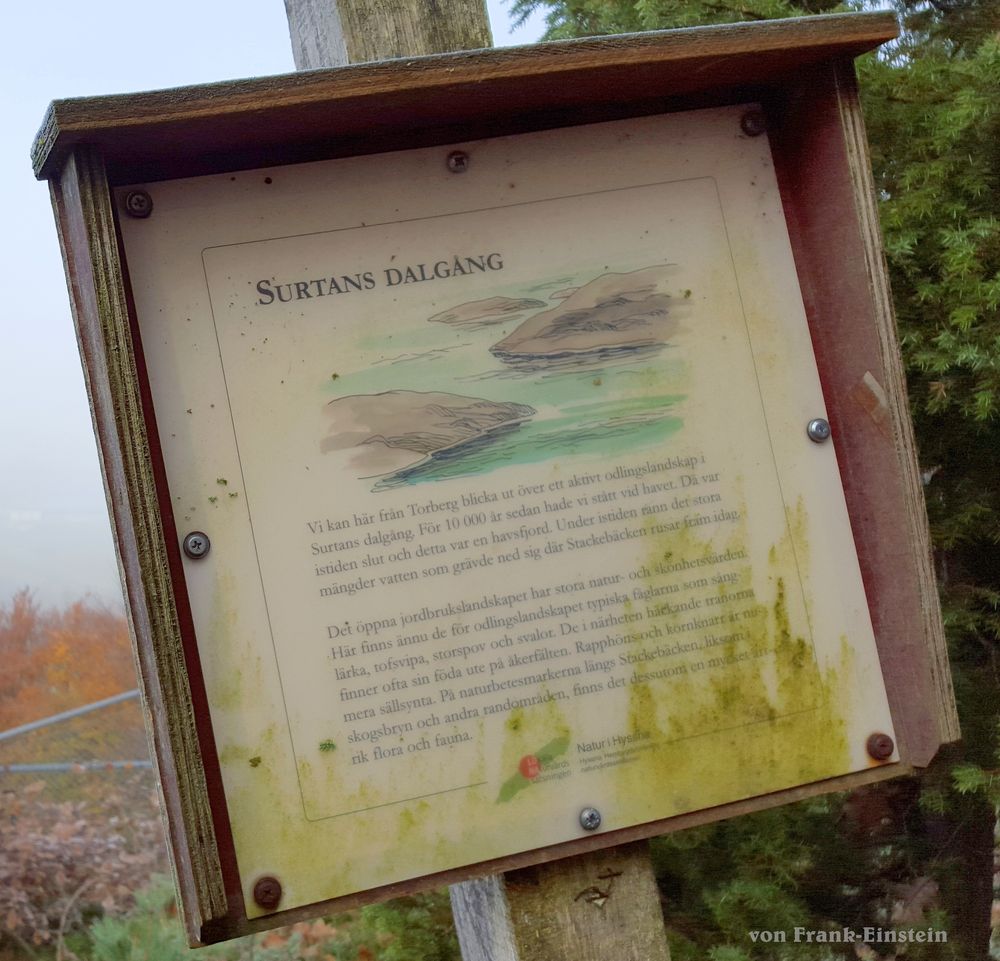 SURTANS DALGÅNG
Vi kan här från Torberg blicka ut över ett aktivt odlingslandskap i
Surtans dalgång. För 10 000 år sedan hade vi stått vid havet. Då var
istiden slut och detta var en havsfjord. Under istiden rann det stora
mängder vatten som grävde ned sig där Stackebäcken rusar fram idag.
Det öppna jordbrukslandskapet har stora natur- och skönhetsvärden.
Här finns ännu de för odlingslandskapet typiska fåglarna som sång-
lärka, tofsvipa, storspov och svalor. De i närheten häckande tranorna
finner ofta sin föda ute på åkerfälten. Rapphöns och kornknarr är nu-
mera sällsynta. På naturbetesmarkerna längs Stackebäcken, liksom i
skogsbryn och andra randområden, finns det dessutom en mycket art-
rik flora och fauna.
Natur i Hyssna
von Frank-Einstein